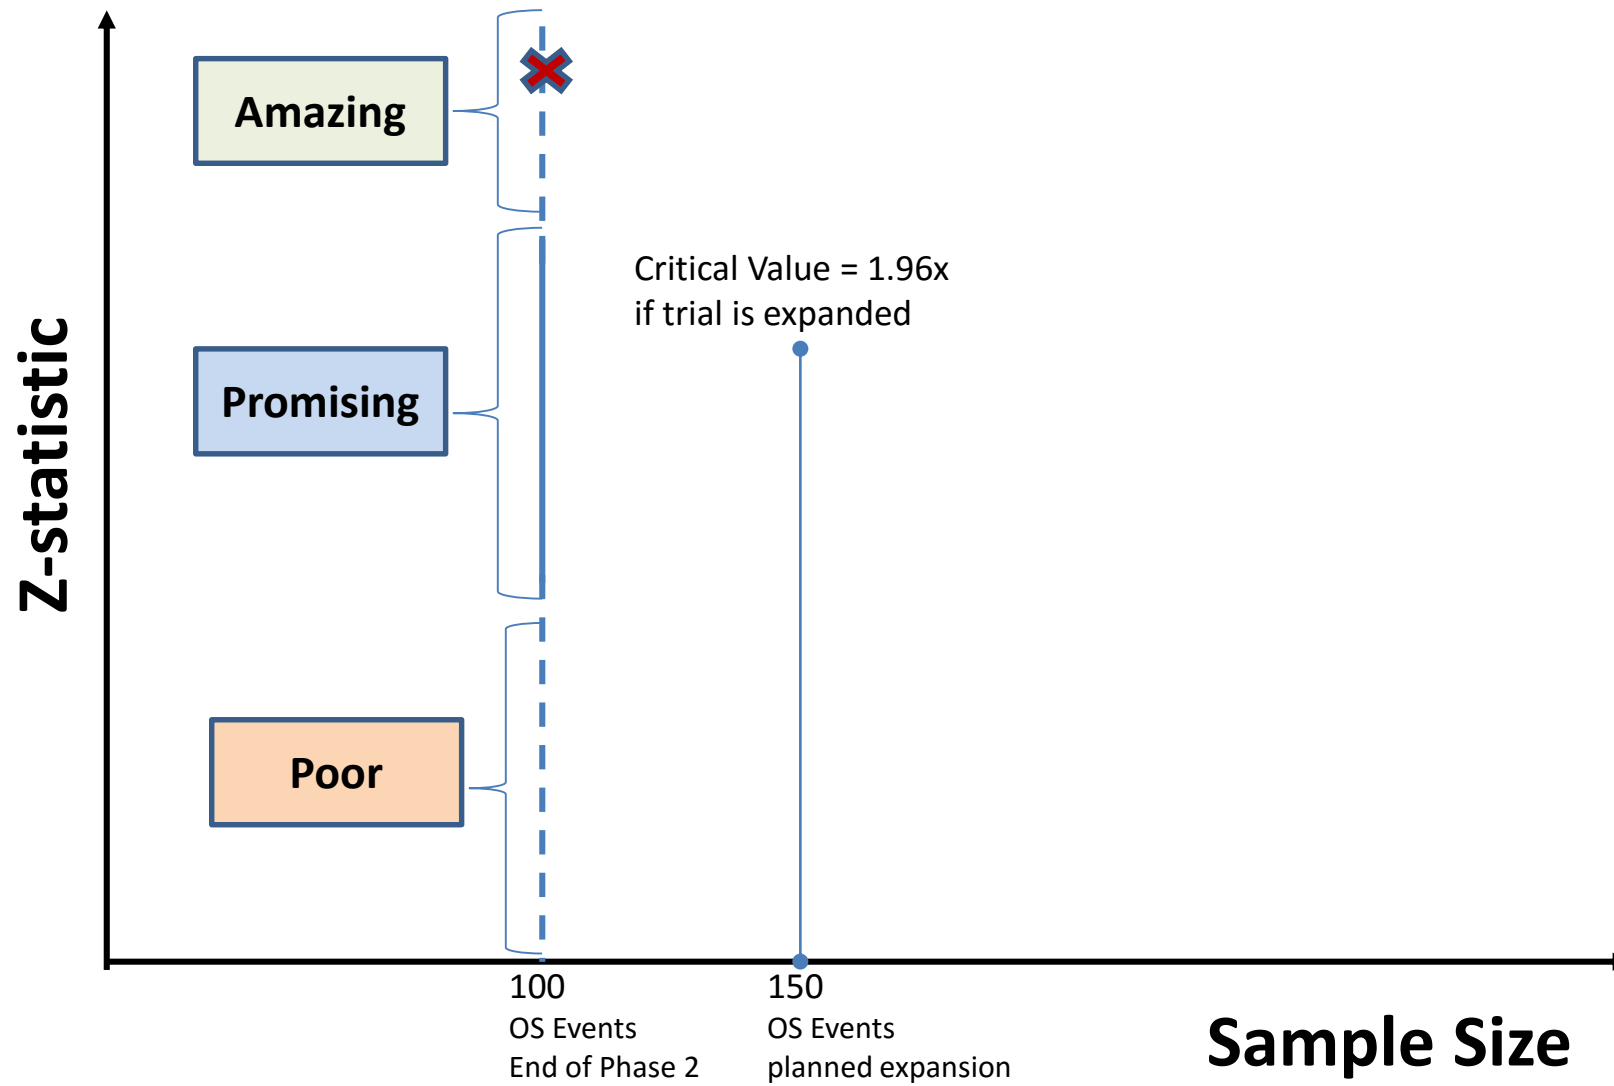 Z-statistic
Amazing
Promising
Poor
Critical Value = 1.96x
if trial is expanded
100
OS Events
End of Phase 2
150
OS Events
planned expansion
Sample Size